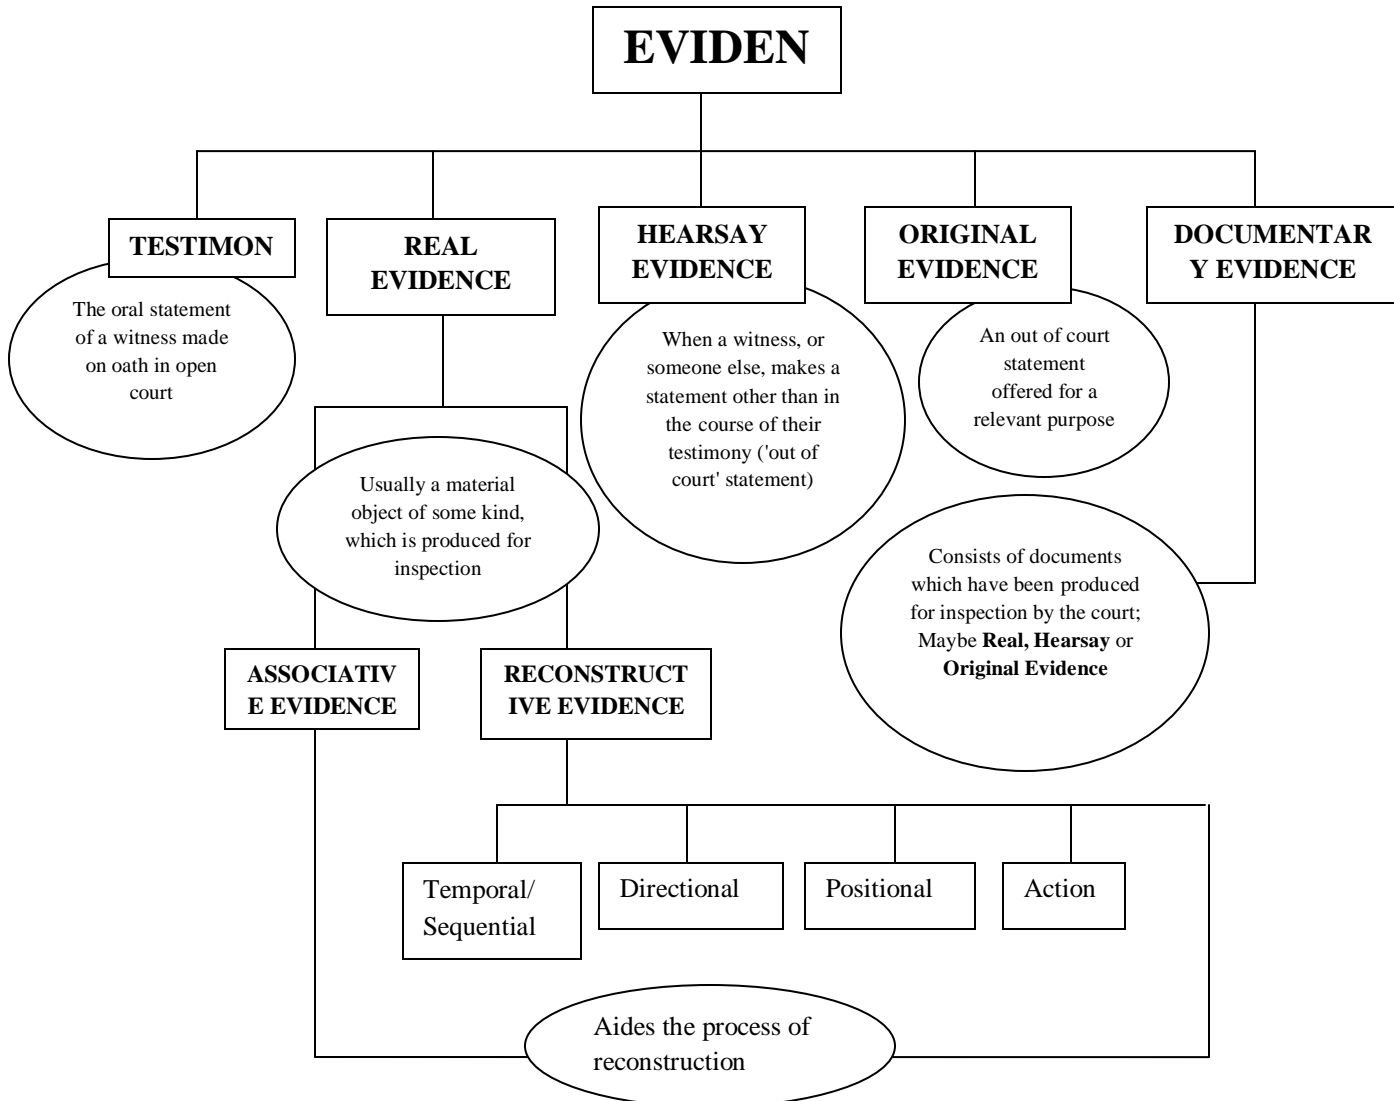 EVIDEN
TESTIMON
The oral statement
of a witness made
on oath in open
court
REAL
EVIDENCE
Usually a material
object of some kind,
which is produced for
inspection
HEARSAY
EVIDENCE
When a witness, or
someone else, makes a
statement other than in
the course of their
testimony ('out of
court' statement)
ORIGINAL
EVIDENCE
An out of court
statement
offered for a
relevant purpose
DOCUMENTAR
Y EVIDENCE
Consists of documents
which have been produced
for inspection by the court;
Maybe Real, Hearsay or
Original Evidence
ASSOCIATIV
E EVIDENCE
RECONSTRUCT
IVE EVIDENCE
Temporal/
Sequential
Directional
Positional
Action
Aides the process of
reconstruction